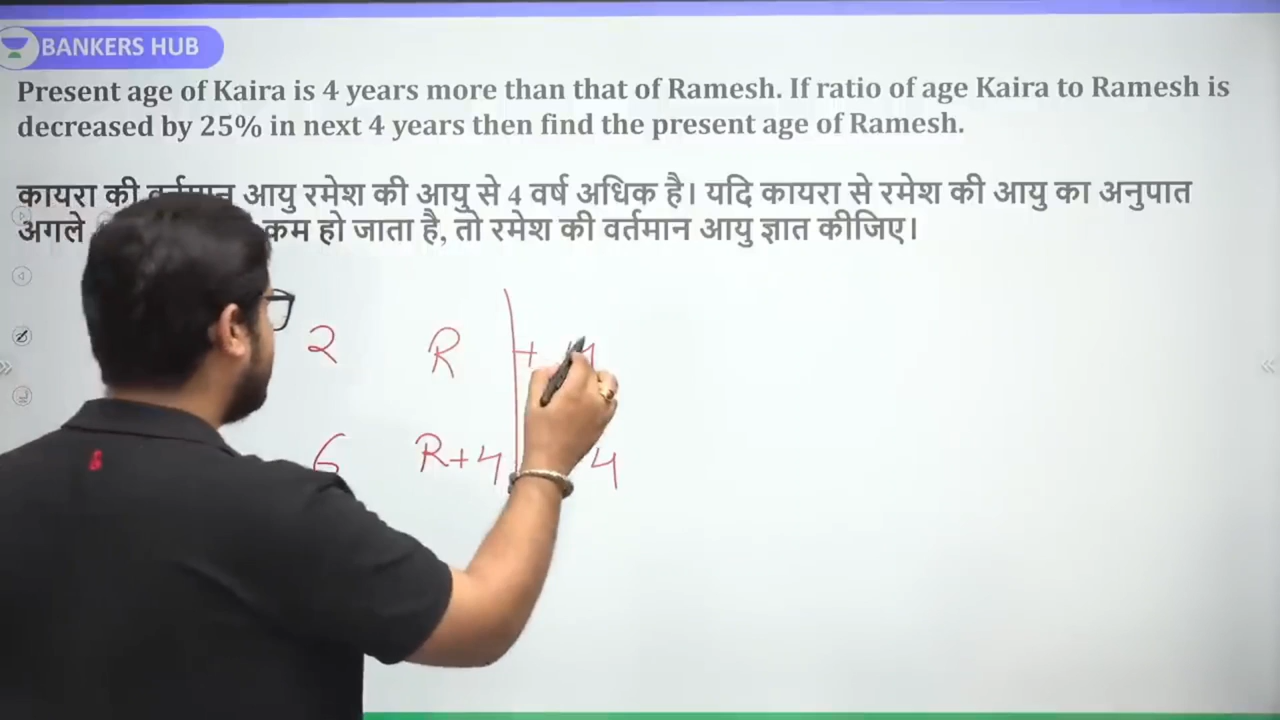 BANKERS HUB
Present age of Kaira is 4 years more than that of Ramesh. If ratio of age Kaira to Ramesh is
decreased by 25% in next 4 years then find the present age of Ramesh.
कायरा की वर्तमान आयु रमेश की आयु से 4 वर्ष अधिक है। यदि कायरा से रमेश की आयु का अनुपात
अगले कम हो जाता है, तो रमेश की वर्तमान आयु ज्ञात कीजिए।
2 R +
6 R+4 4